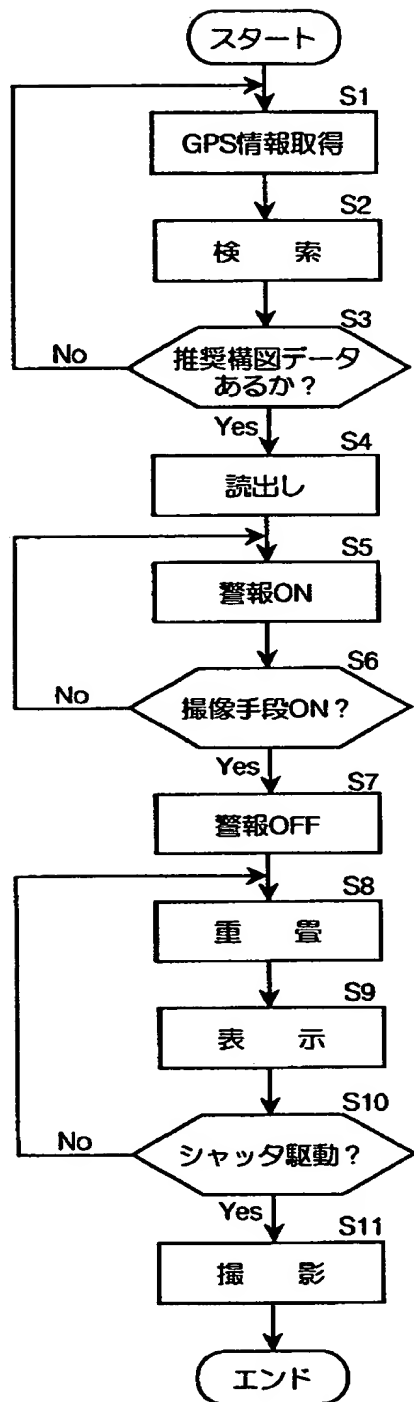 スタート
S1
GPS情報取得
S2
検 索
S3
推奨構図データ
あるか？
No
Yes
S4
読出し
S5
警報ON
S6
撮像手段ON？
No
Yes
S7
警報OFF
S8
重 畳
S9
表 示
S10
シャッタ駆動？
No
Yes
S11
撮 影
エンド